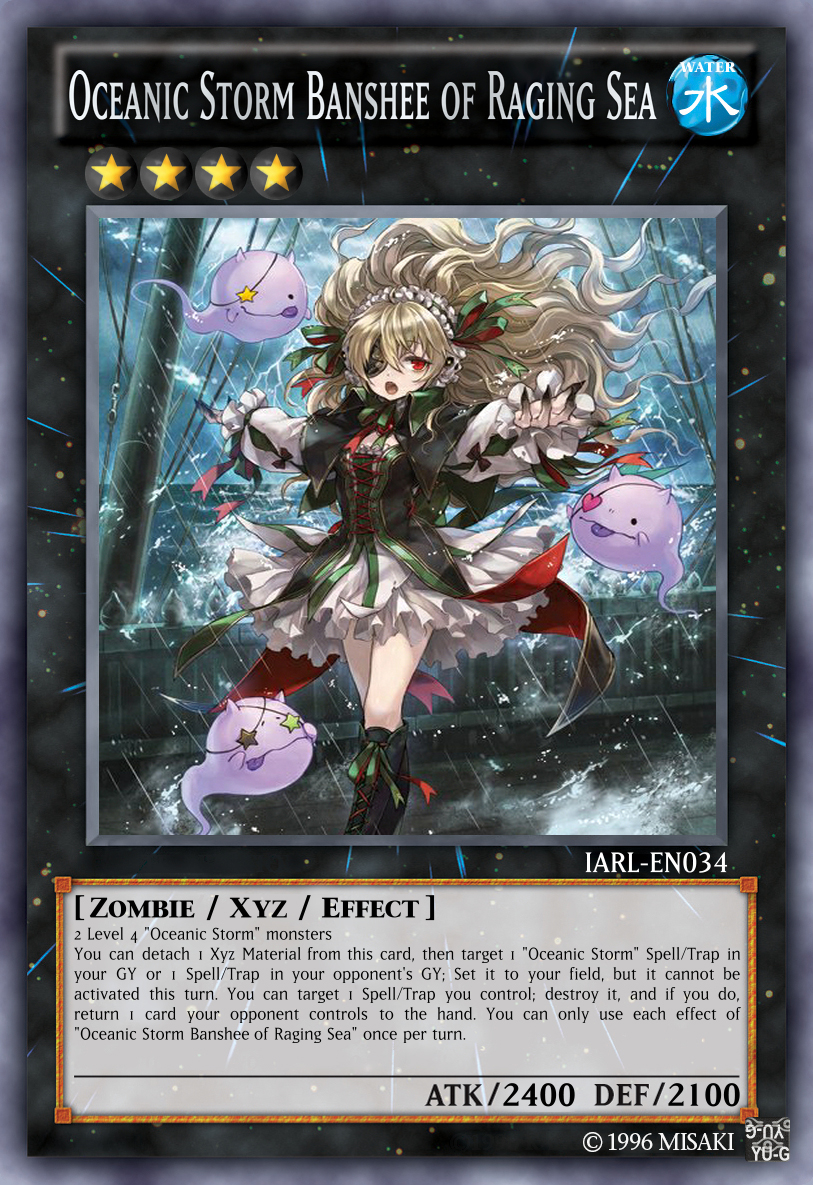 Oceanic Storm Banshee of Raging Sea
WATER
水
IARL-EN034
[ Zombie / Xyz / Effect ]
2 Level 4 "Oceanic Storm" monsters
You can detach 1 Xyz Material from this card, then target 1 "Oceanic Storm" Spell/Trap in
your GY or 1 Spell/Trap in your opponent's GY; Set it to your field, but it cannot be
activated this turn. You can target 1 Spell/Trap you control; destroy it, and if you do,
return 1 card your opponent controls to the hand. You can only use each effect of
"Oceanic Storm Banshee of Raging Sea" once per turn.
ATK/2400 DEF/2100
© 1996 MISAKI
YU-G
YU-G